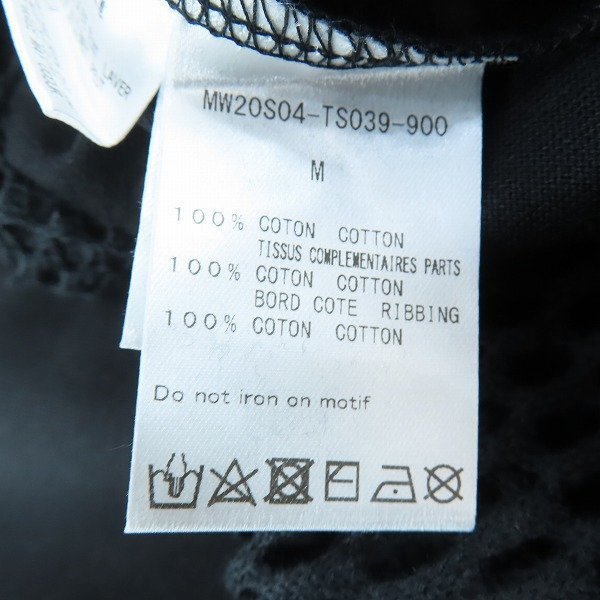 LAVER
MW20S04-TS039-900
M
100% COTON COTTON
TISSUS COMPLEMENTAIRES PARTS
100% COTON COTTON
BORD COTE RIBBING
100% COTON COTTON
Do not iron on motif